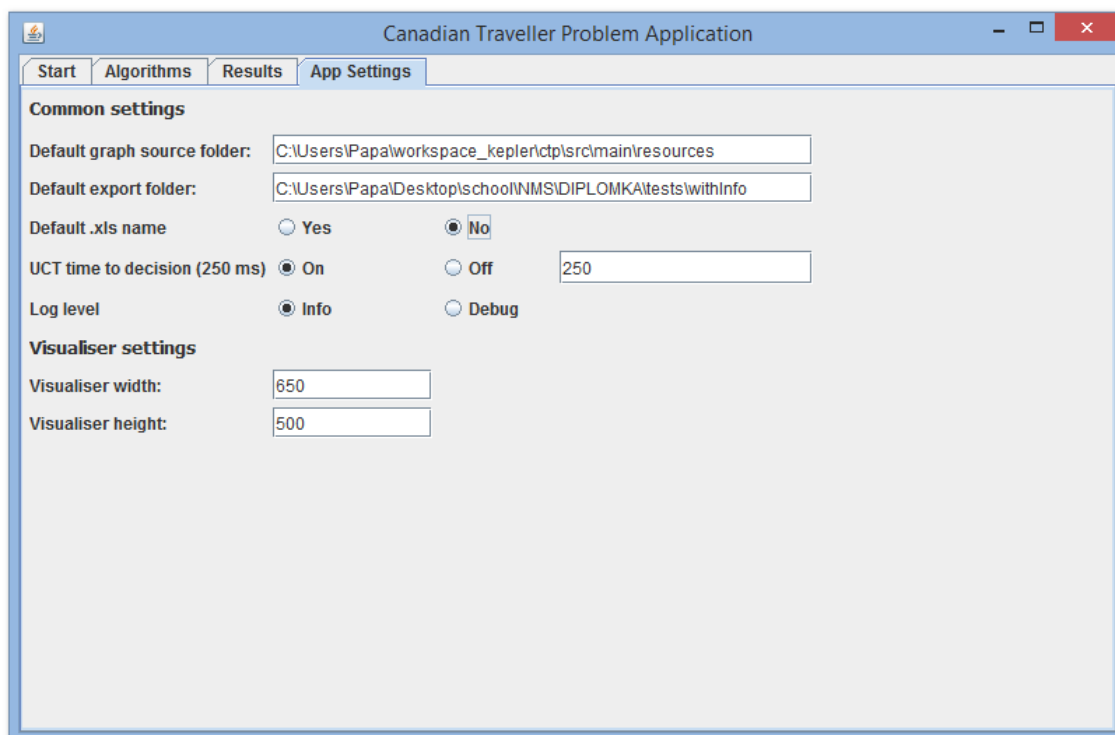 Canadian Traveller Problem Application
Start Algorithms Results App Settings
Common settings
Default graph source folder: C:\Users\Papa\workspace_kepler\ctp\src\main\resources
Default export folder: C:\Users\Papa\Desktop\school\NMS\DIPLOMKA\tests\withInfo
Default .xls name Yes No
UCT time to decision (250 ms) On Off 250
Log level Info Debug
Visualiser settings
Visualiser width: 650
Visualiser height: 500